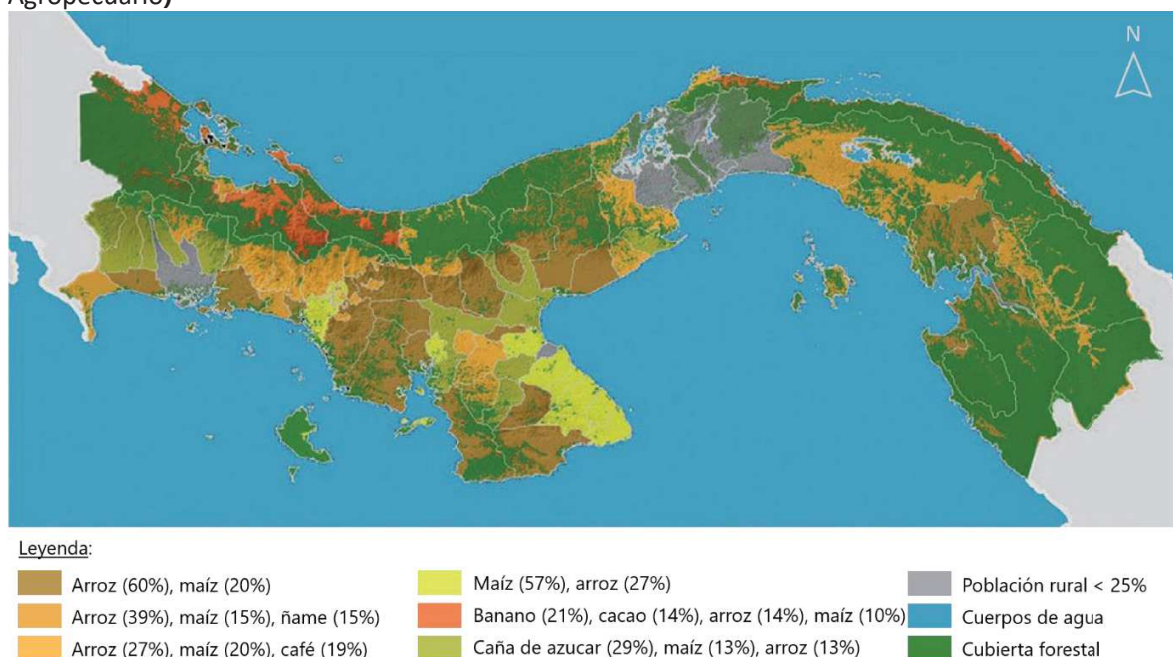 Agropecuario)
N
Leyenda:
Arroz (60%), maíz (20%)
Arroz (39%), maíz (15%), ñame (15%)
Arroz (27%), maíz (20%), café (19%)
Maíz (57%), arroz (27%)
Banano (21%), cacao (14%), arroz (14%), maíz (10%)
Caña de azucar (29%), maíz (13%), arroz (13%)
Población rural < 25%
Cuerpos de agua
Cubierta forestal